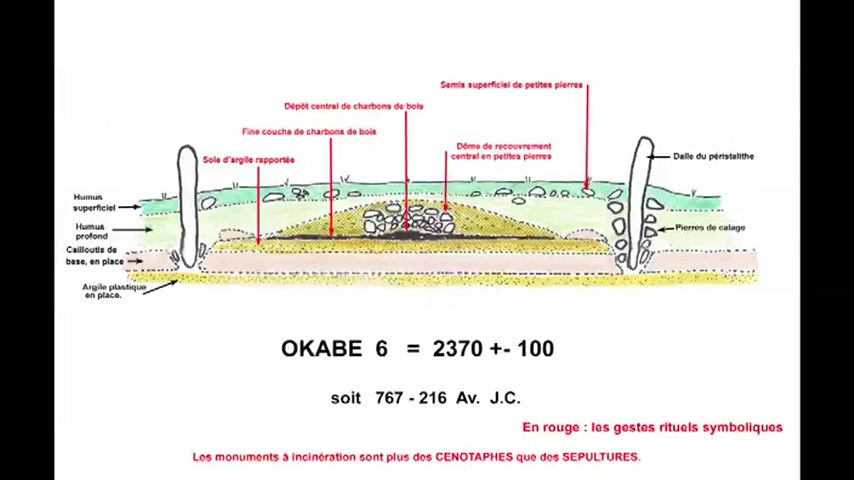 Semis superficiel de petites pierres
Dépôt central de charbons de bois
Fine couche de charbons de bois
Sole d'argile rapportée
Dôme de recouvrement
central en petites pierres
Dalle du péristalithe
Humus
superficiel
Humus
profond
Pierres de calage
Cailloutis de
base, en place
Argile plastique
en place.
OKABE 6 = 2370 +- 100
soit 767 - 216 Av. J.C.
En rouge : les gestes rituels symboliques
Les monuments à incinération sont plus des CENOTAPHES que des SEPULTURES.